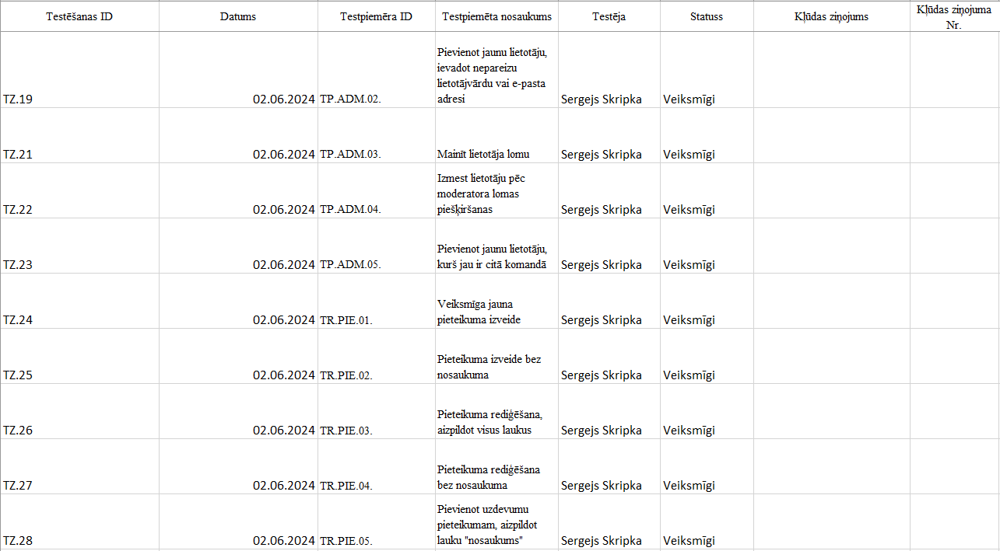 Testēšanas ID Datums Testpiemēra ID Testpiemēta nosaukums Testēja Statuss Kļūdas ziņojums Kļūdas ziņojuma
Nr.
Pievienot jaunu lietotāju,
ievadot nepareizu
lietotājvārdu vai e-pasta
TZ.19 02.06.2024 TP.ADM.02. adresi Sergejs Skripka Veiksmīgi
TZ.21 02.06.2024 TP.ADM.03. Mainīt lietotāja lomu Sergejs Skripka Veiksmīgi
Izmest lietotāju pēc
moderatora lomas
TZ.22 02.06.2024 TP.ADM.04. piešķiršanas Sergejs Skripka Veiksmīgi
Pievienot jaunu lietotāju,
TZ.23 02.06.2024 TP.ADM.05. kurš jau ir citā komandā Sergejs Skripka Veiksmīgi
Veiksmīga jauna
TZ.24 02.06.2024 TR.PIE.01. pieteikuma izveide Sergejs Skripka Veiksmīgi
Pieteikuma izveide bez
TZ.25 02.06.2024 TR.PIE.02. nosaukuma Sergejs Skripka Veiksmīgi
Pieteikuma rediģēšana,
TZ.26 02.06.2024 TR.PIE.03. aizpildot visus laukus Sergejs Skripka Veiksmīgi
Pieteikuma rediģēšana
TZ.27 02.06.2024 TR.PIE.04. bez nosaukuma Sergejs Skripka Veiksmīgi
Pievienot uzdevumu
pieteikumam, aizpildot
TZ.28 02.06.2024 TR.PIE.05. lauku "nosaukums" Sergejs Skripka Veiksmīgi